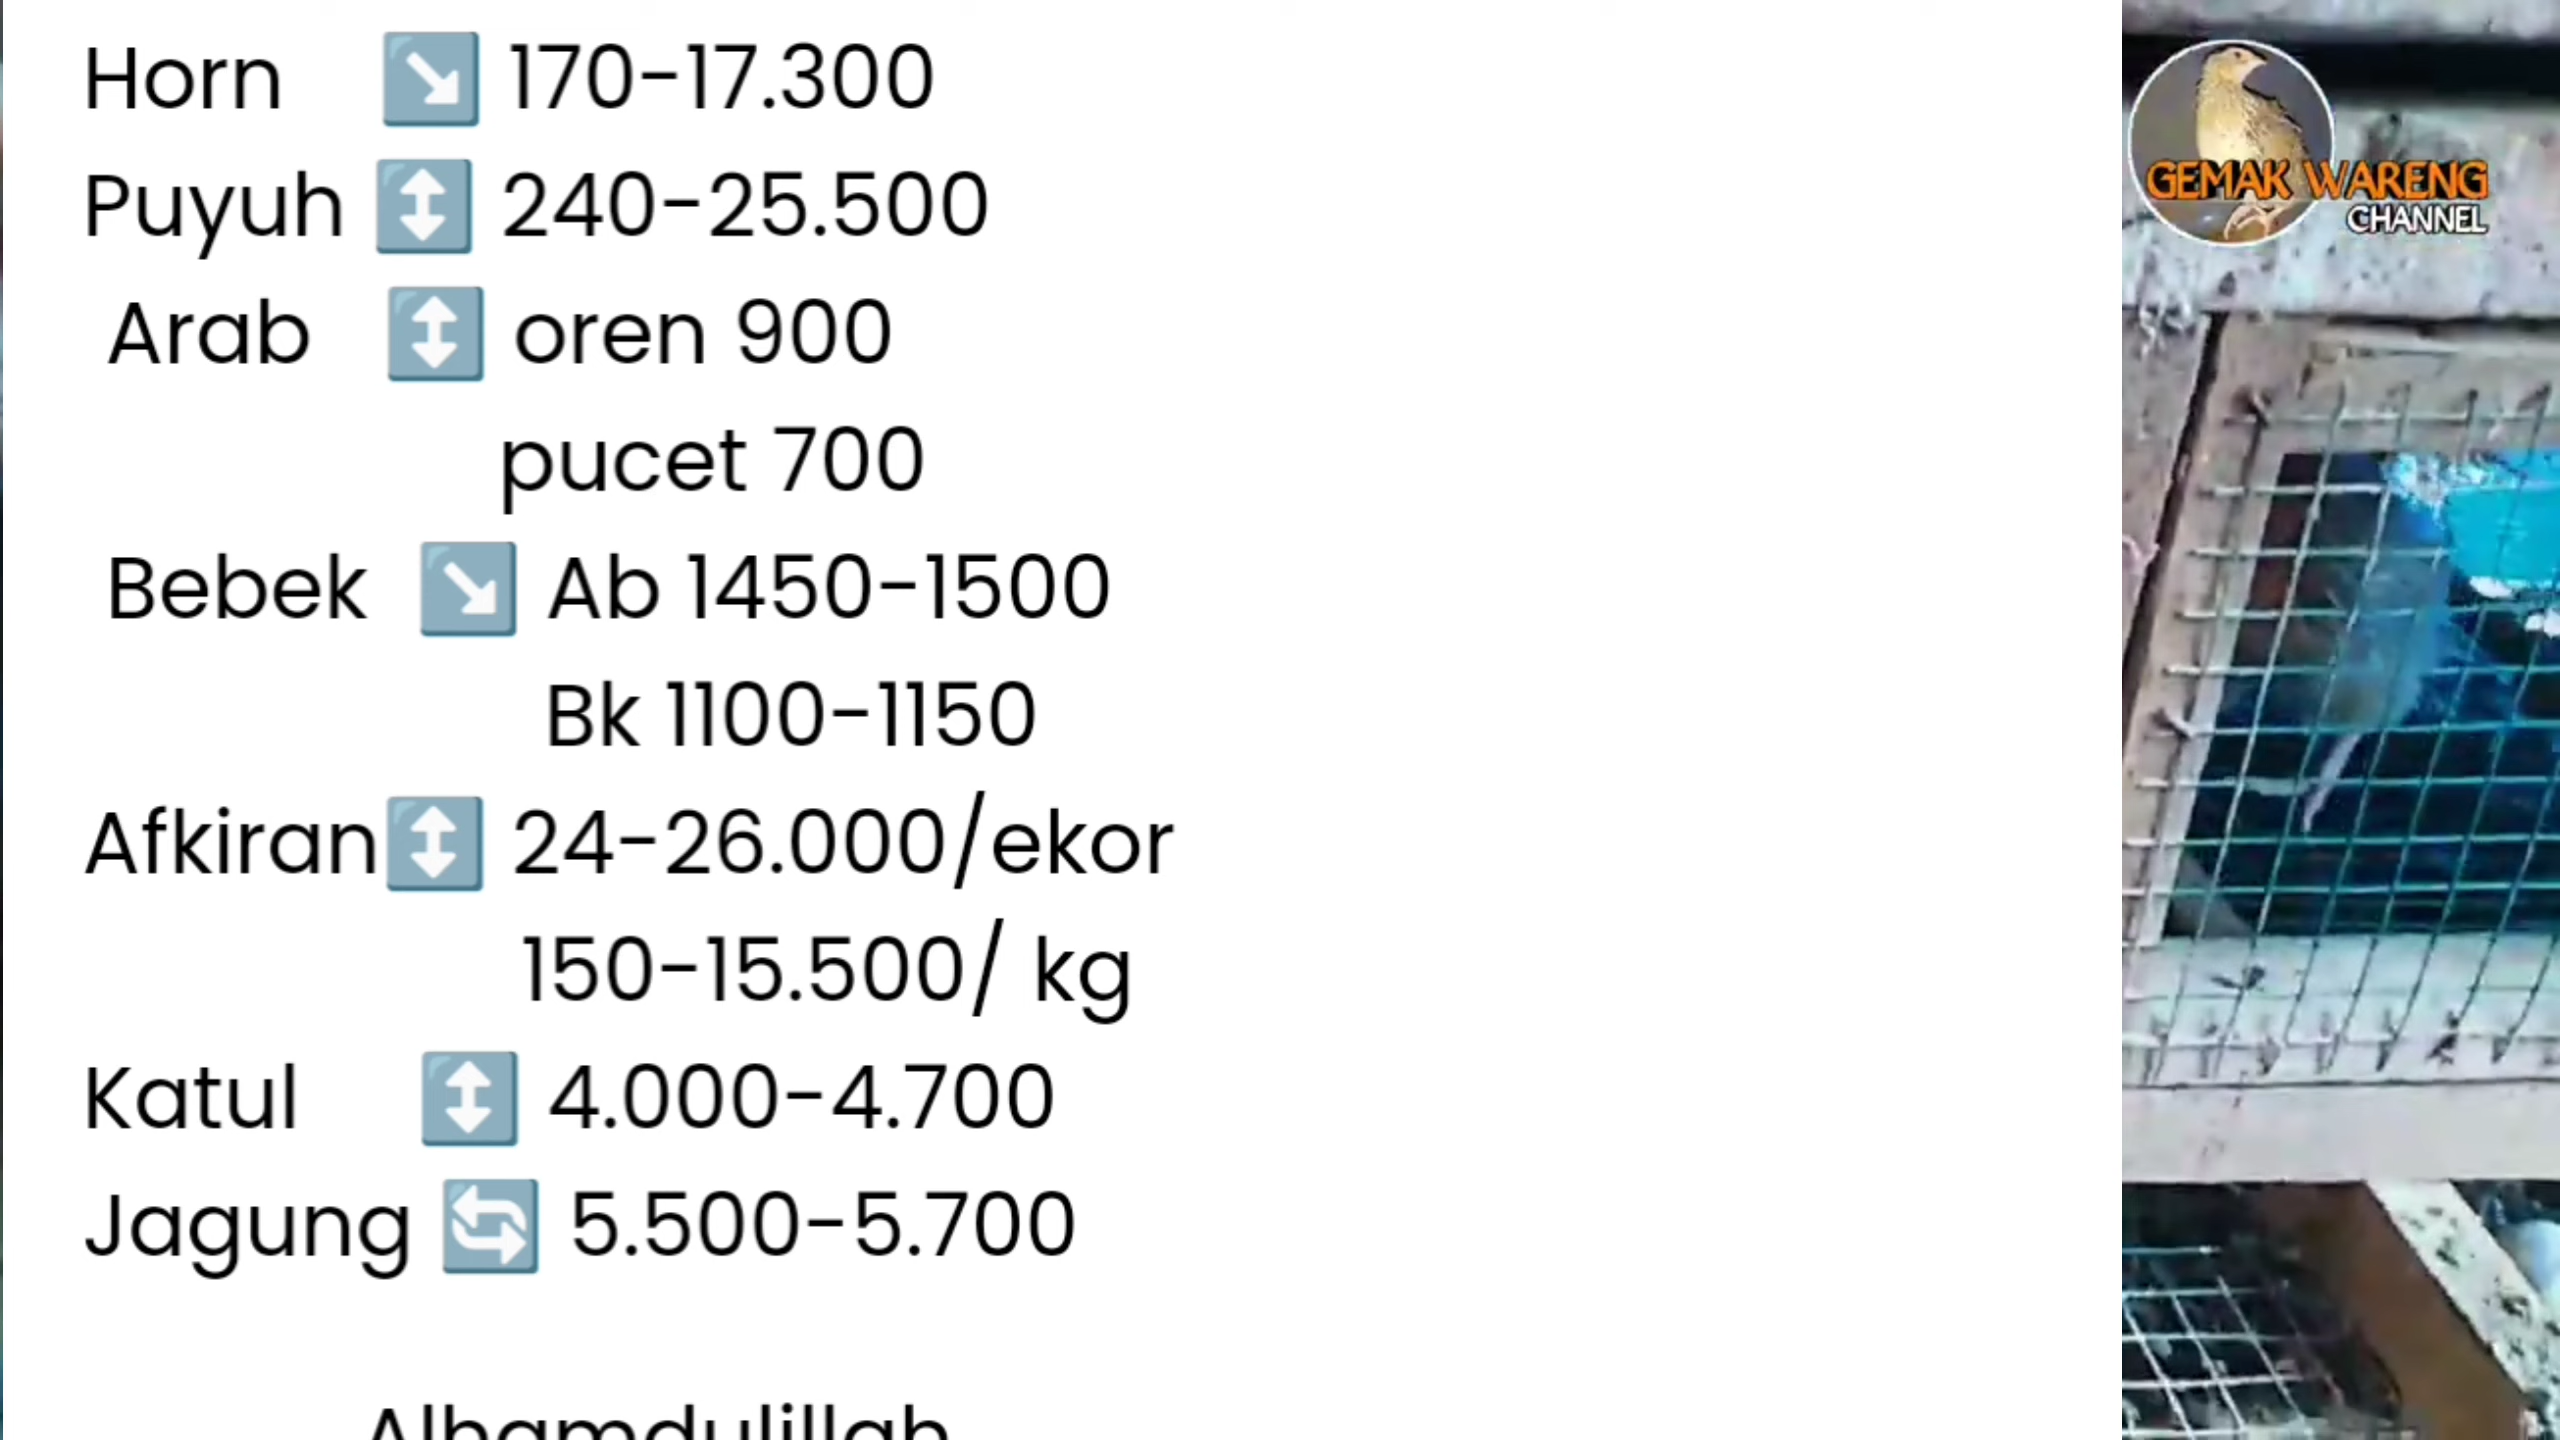 Horn ↘️ 170-17.300
Puyuh ↕️ 240-25.500
Arab ↕️ oren 900
pucet 700
Bebek ↘️ Ab 1450-1500
Bk 1100-1150
Afkiran↕️ 24-26.000/ekor
150-15.500/ kg
Katul ↕️ 4.000-4.700
Jagung 🔄 5.500-5.700
Alhamdulillah
GEMAK WARENG
CHANNEL